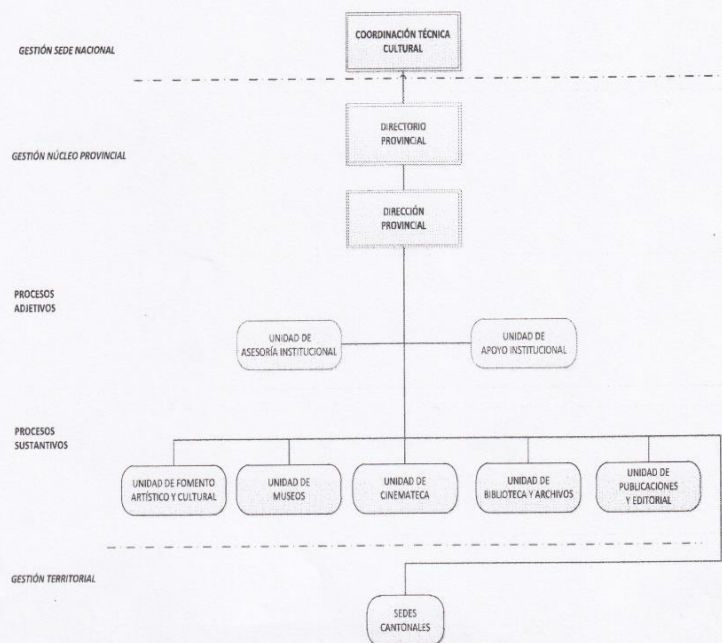 COORDINACIÓN TÉCNICA
CULTURAL
GESTIÓN SEDE NACIONAL
DIRECTORIO
PROVINCIAL
GESTIÓN NÚCLEO PROVINCIAL
DIRECCIÓN
PROVINCIAL
PROCESOS
ADJETIVOS
UNIDAD DE
ASESORÍA INSTITUCIONAL
UNIDAD DE
APOYO INSTITUCIONAL
PROCESOS
SUSTANTIVOS
UNIDAD DE FOMENTO
ARTÍSTICO Y CULTURAL
UNIDAD DE
MUSEOS
UNIDAD DE
CINEMATECA
UNIDAD DE
BIBLIOTECA Y ARCHIVOS
UNIDAD DE
PUBLICACIONES
Y EDITORIAL
GESTIÓN TERRITORIAL
SEDES
CANTONALES